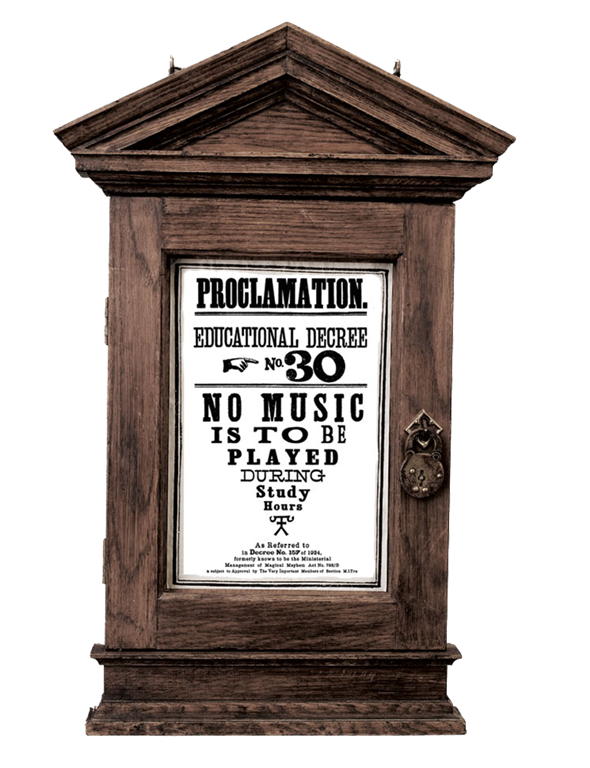 PROCLAMATION.
EDUCATIONAL DECREE
No. 30
NO MUSIC
IS TO BE
PLAYED
DURING
Study
Hours
As Referred to
in Decree No. 157 of 1924,
formerly known to be the Ministerial
Management of Magical Mayhem Act No. 792/B
a subject to Approval by The Very Important Members of Section M.I